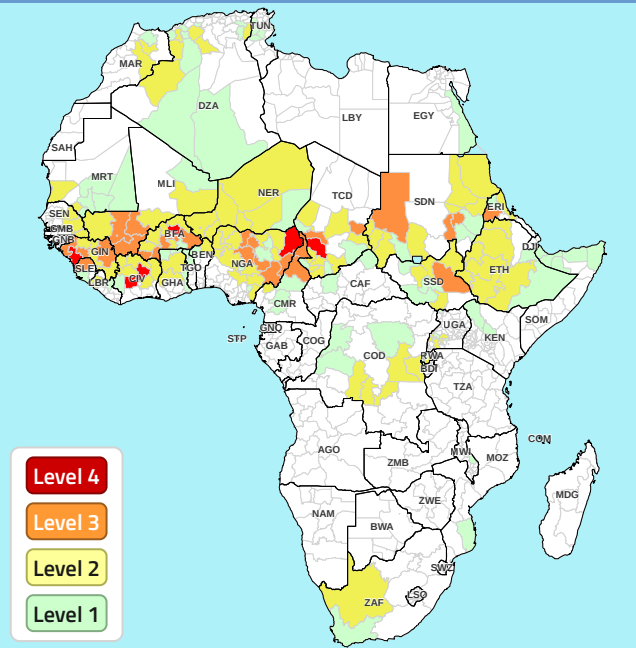 TUN
MAR
DZA
LBY
EGY
SAH
MRT
MLI
NER
TCD
SDN
ERI
SEN
GMB
GNB
GIN
BFA
BEN
NGA
DJI
SLE
LBR
CIV
GHA
TGO
ETH
CMR
CAF
SSD
SOM
STP
GNQ
GAB
COG
COD
UGA
KEN
RWA
BDI
TZA
AGO
ZMB
MWI
MOZ
COM
MDG
NAM
BWA
ZWE
SWZ
ZAF
LSO
Level 4
Level 3
Level 2
Level 1